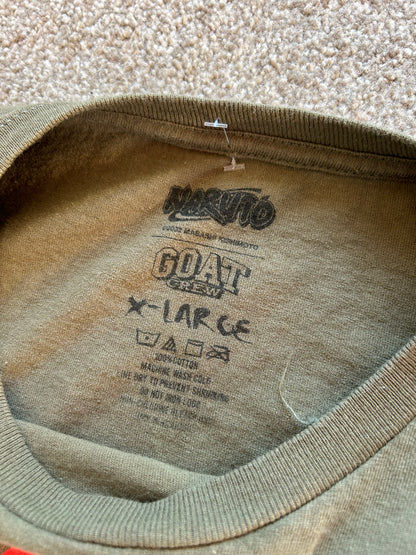 NARUTO
©2002 MASASHI KISHIMOTO
GOAT
CREW
X-LARGE
100% COTTON
MACHINE WASH COLD
LINE DRY TO PREVENT SHRINKING
DO NOT IRON LOGO